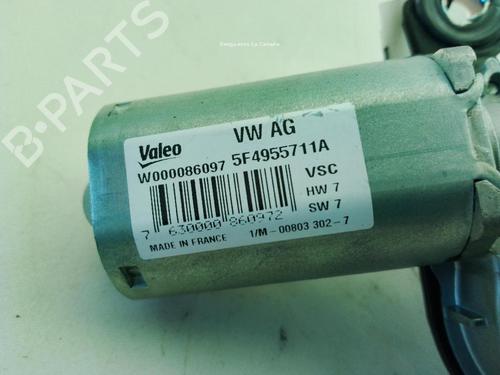 Desguaces La Cabaña
B-PARTS
Valeo VW AG
W000086097 5F4955711A
VSC
HW 7
SW 7
7 630000 860972
MADE IN FRANCE 1/M - 00803 302 - 7